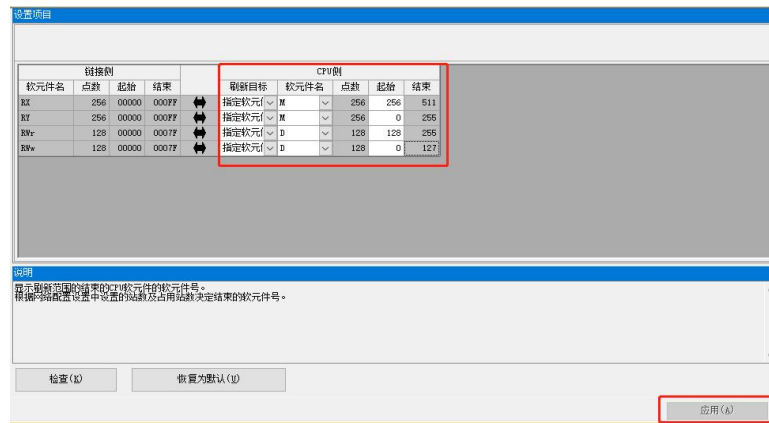 设置项目
链接侧 CPU侧
软元件名 点数 起始 结束 刷新目标 软元件名 点数 起始 结束
RX 256 00000 000FF 指定软元件 M 256 256 511
RY 256 00000 000FF 指定软元件 M 256 0 255
RWr 128 00000 0007F 指定软元件 D 128 128 255
RWw 128 00000 0007F 指定软元件 D 128 0 127
说明
显示刷新范围的结束的CPU软元件的软元件号。
根据网络配置设置中设置的站数及占用站数决定结束的软元件号。
检查(K) 恢复为默认(U)
应用(A)